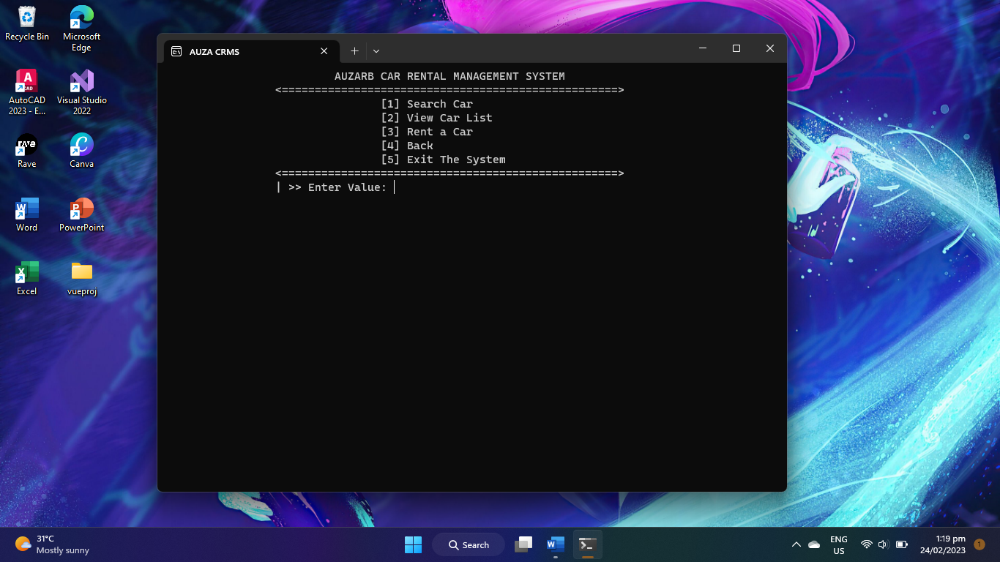 Recycle Bin
Microsoft
Edge
AutoCAD
2023 - E...
Visual Studio
2022
Rave
Canva
Word
PowerPoint
Excel
vueproj
AUZA CRMS
AUZARB CAR RENTAL MANAGEMENT SYSTEM
<===================================================>
[1] Search Car
[2] View Car List
[3] Rent a Car
[4] Back
[5] Exit The System
<===================================================>
| >> Enter Value:
31°C
Mostly sunny
Search
ENG
US
1:19 pm
24/02/2023
1